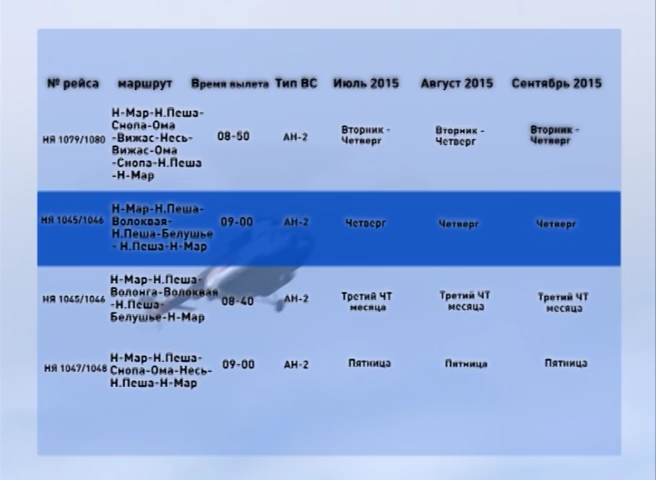 № рейса маршрут Время вылета Тип ВС Июль 2015 Август 2015 Сентябрь 2015
Н-Мар-Н.Пеша-
Снопа-Ома
-Вижас-Несь-
Вижас-Ома
-Снопа-Н.Пеша
-Н-Мар
НЯ 1079/1080
08-50
АН-2
Вторник -
Четверг
Вторник -
Четверг
Вторник -
Четверг
НЯ 1045/1046
Н-Мар-Н.Пеша-
Волоквая-
Н.Пеша-Белушье
- Н.Пеша-Н-Мар
09-00
АН-2
Четверг
Четверг
Четверг
НЯ 1045/1046
Н-Мар-Н.Пеша-
Волонга-Волоквая
-Н.Пеша-
Белушье-Н-Мар
08-40
АН-2
Третий ЧТ
месяца
Третий ЧТ
месяца
Третий ЧТ
месяца
НЯ 1047/1048
Н-Мар-Н.Пеша-
Снопа-Ома-Несь-
Н.Пеша-Н-Мар
09-00
АН-2
Пятница
Пятница
Пятница